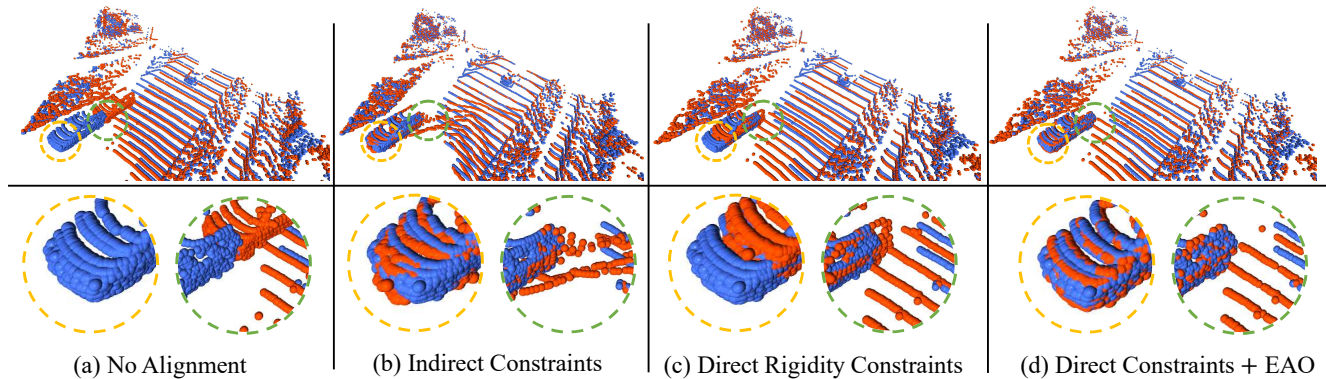 (a) No Alignment
(b) Indirect Constraints
(c) Direct Rigidity Constraints
(d) Direct Constraints + EAO